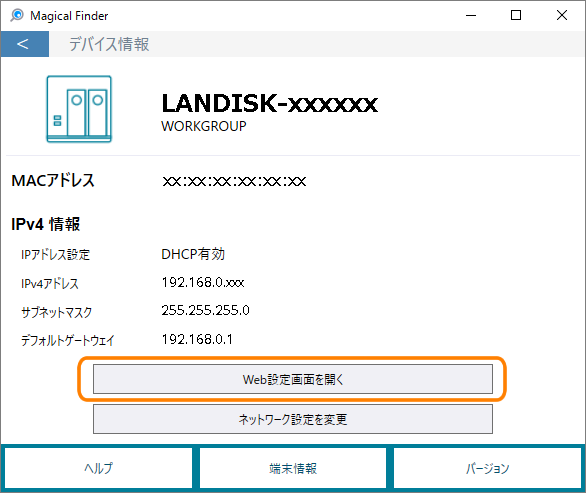 Magical Finder
< デバイス情報
LANDISK-xxxxxx
WORKGROUP
MACアドレス xx:xx:xx:xx:xx:xx
IPv4 情報
IPアドレス設定 DHCP有効
IPv4アドレス 192.168.0.xxx
サブネットマスク 255.255.255.0
デフォルトゲートウェイ 192.168.0.1
Web設定画面を開く
ネットワーク設定を変更
ヘルプ 端末情報 バージョン